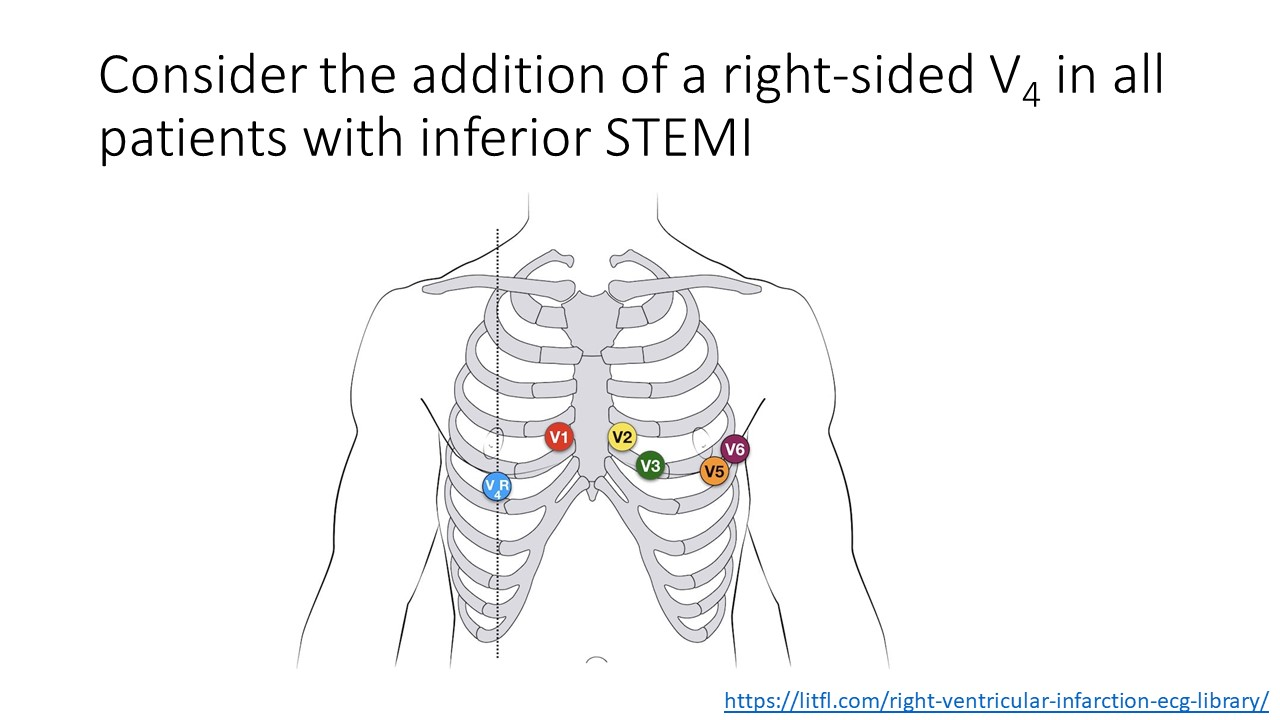 Consider the addition of a right-sided V4 in all
patients with inferior STEMI
V1
V2
V3
V6
V5
V4R
https://litfl.com/right-ventricular-infarction-ecg-library/